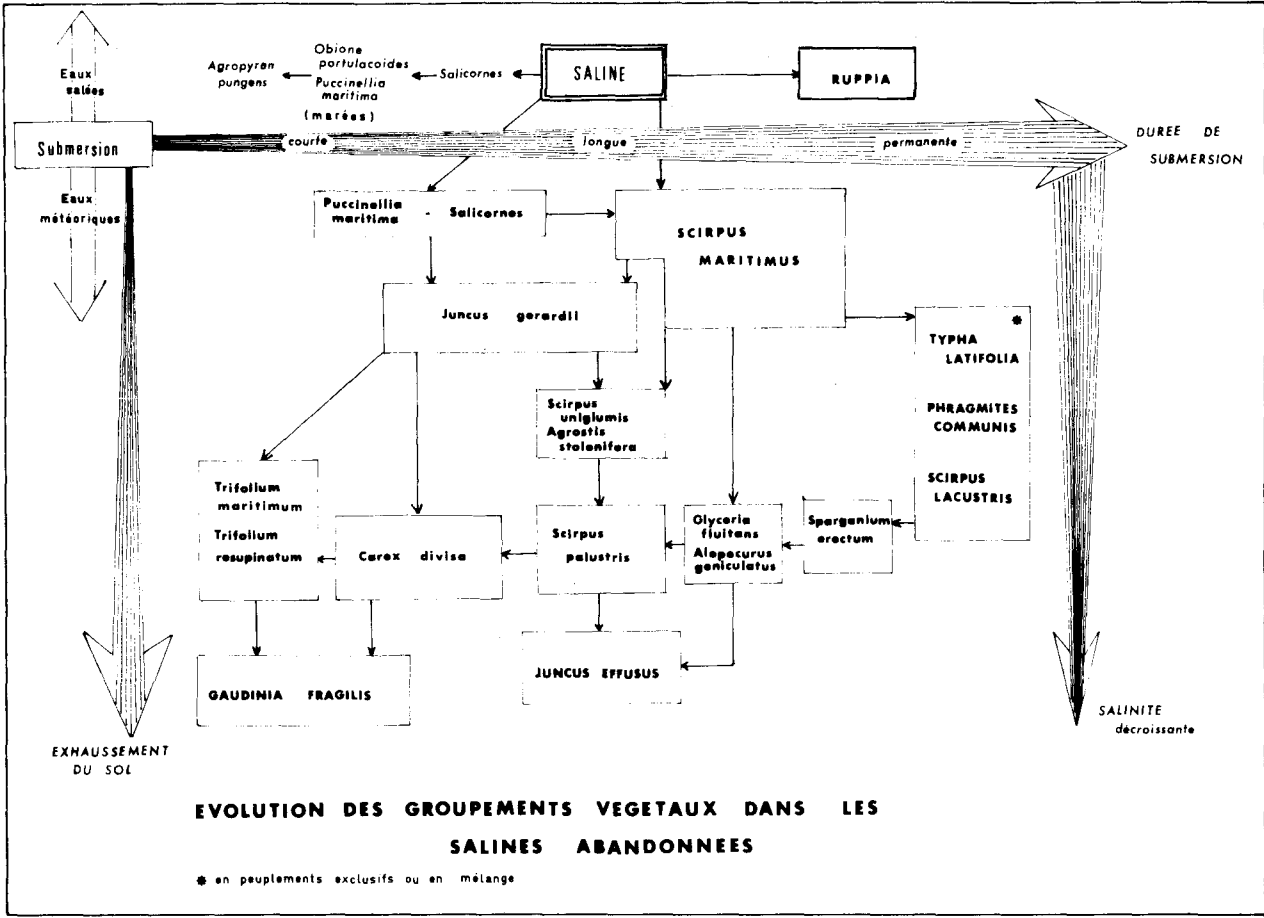 Eaux
salées
Submersion
Eaux
météoriques
Agropyron
pungens
Obione
portulacoides
Puccinellia
maritima
(marées)
Salicornes
SALINE
RUPPIA
courte
longue
permanente
DUREE DE
SUBMERSION
Puccinellia
maritima
- Salicornes
SCIRPUS
MARITIMUS
Juncus gerardii
*
TYPHA
LATIFOLIA
PHRAGMITES
COMMUNIS
SCIRPUS
LACUSTRIS
Scirpus
uniglumis
Agrostis
stolonifera
Trifolium
maritimum
Trifolium
resupinatum
Carex divisa
Scirpus
palustris
Glyceria
fluitans
Alopecurus
geniculatus
Sparganium
erectum
GAUDINIA FRAGILIS
JUNCUS EFFUSUS
EXHAUSSEMENT
DU SOL
SALINITE
décroissante
EVOLUTION DES GROUPEMENTS VEGETAUX DANS LES
SALINES ABANDONNEES
* en peuplements exclusifs ou en mélange